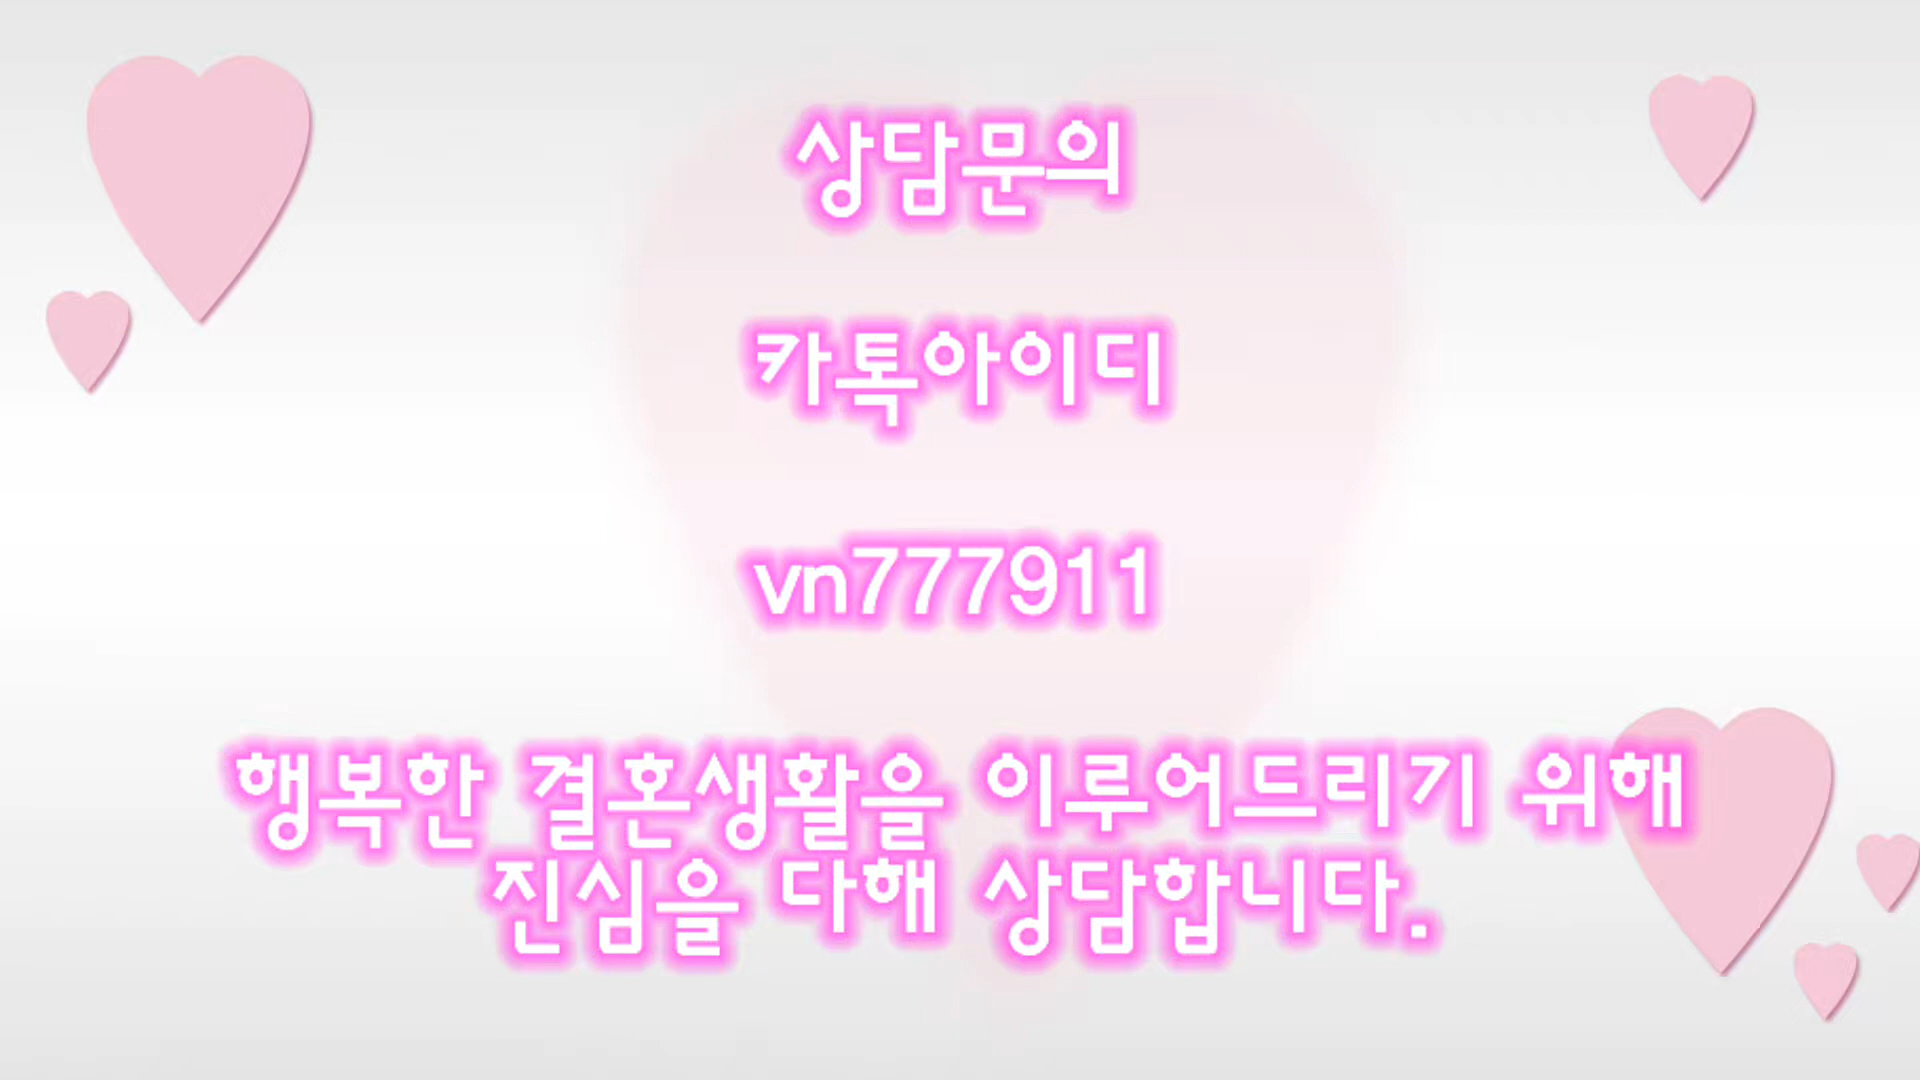 상담문의
카톡아이디
vn777911
행복한 결혼생활을 이루어드리기 위해
진심을 다해 상담합니다.